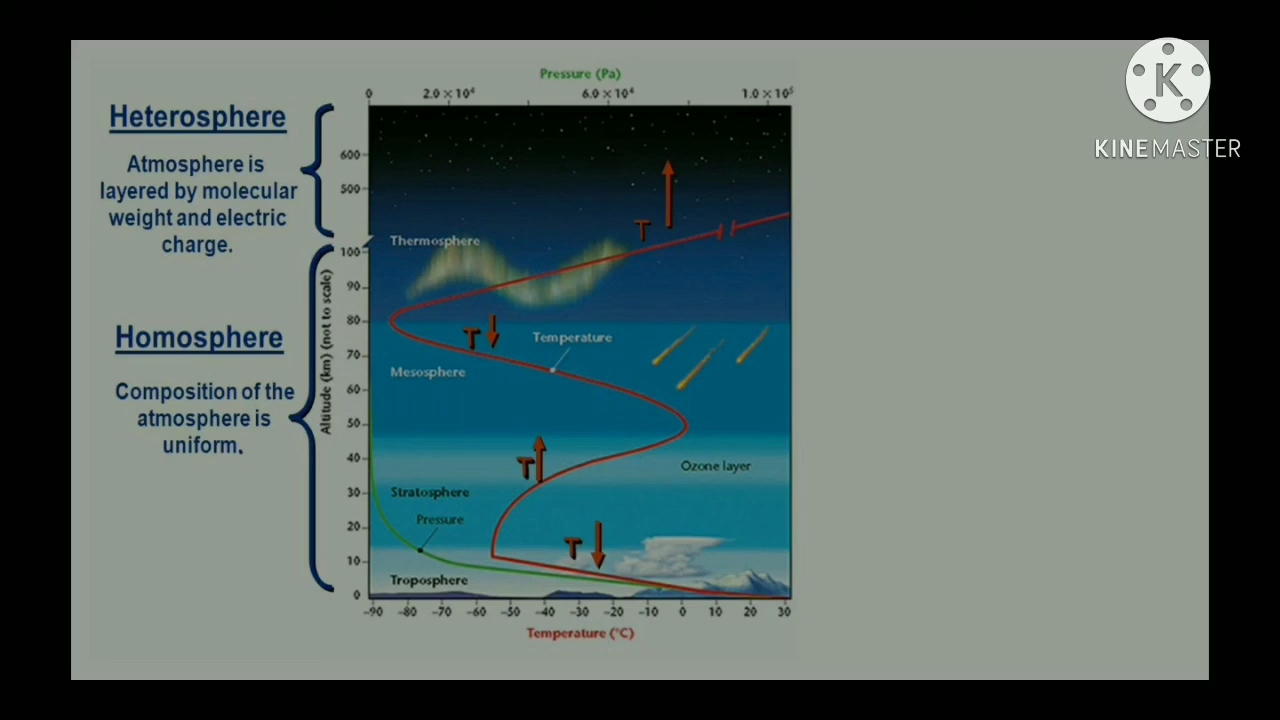 Pressure (Pa)
0 2.0 × 10⁴ 6.0 × 10⁴ 1.0 × 10⁵
KINEMASTER
Heterosphere
Atmosphere is
layered by molecular
weight and electric
charge.
Homosphere
Composition of the
atmosphere is
uniform.
Altitude (km) (not to scale)
600
500
100
90
80
70
60
50
40
30
20
10
0
T
Thermosphere
T
Temperature
Mesosphere
T
Ozone layer
Stratosphere
Pressure
T
Troposphere
–90 –80 –70 –60 –50 –40 –30 –20 –10 0 10 20 30
Temperature (°C)